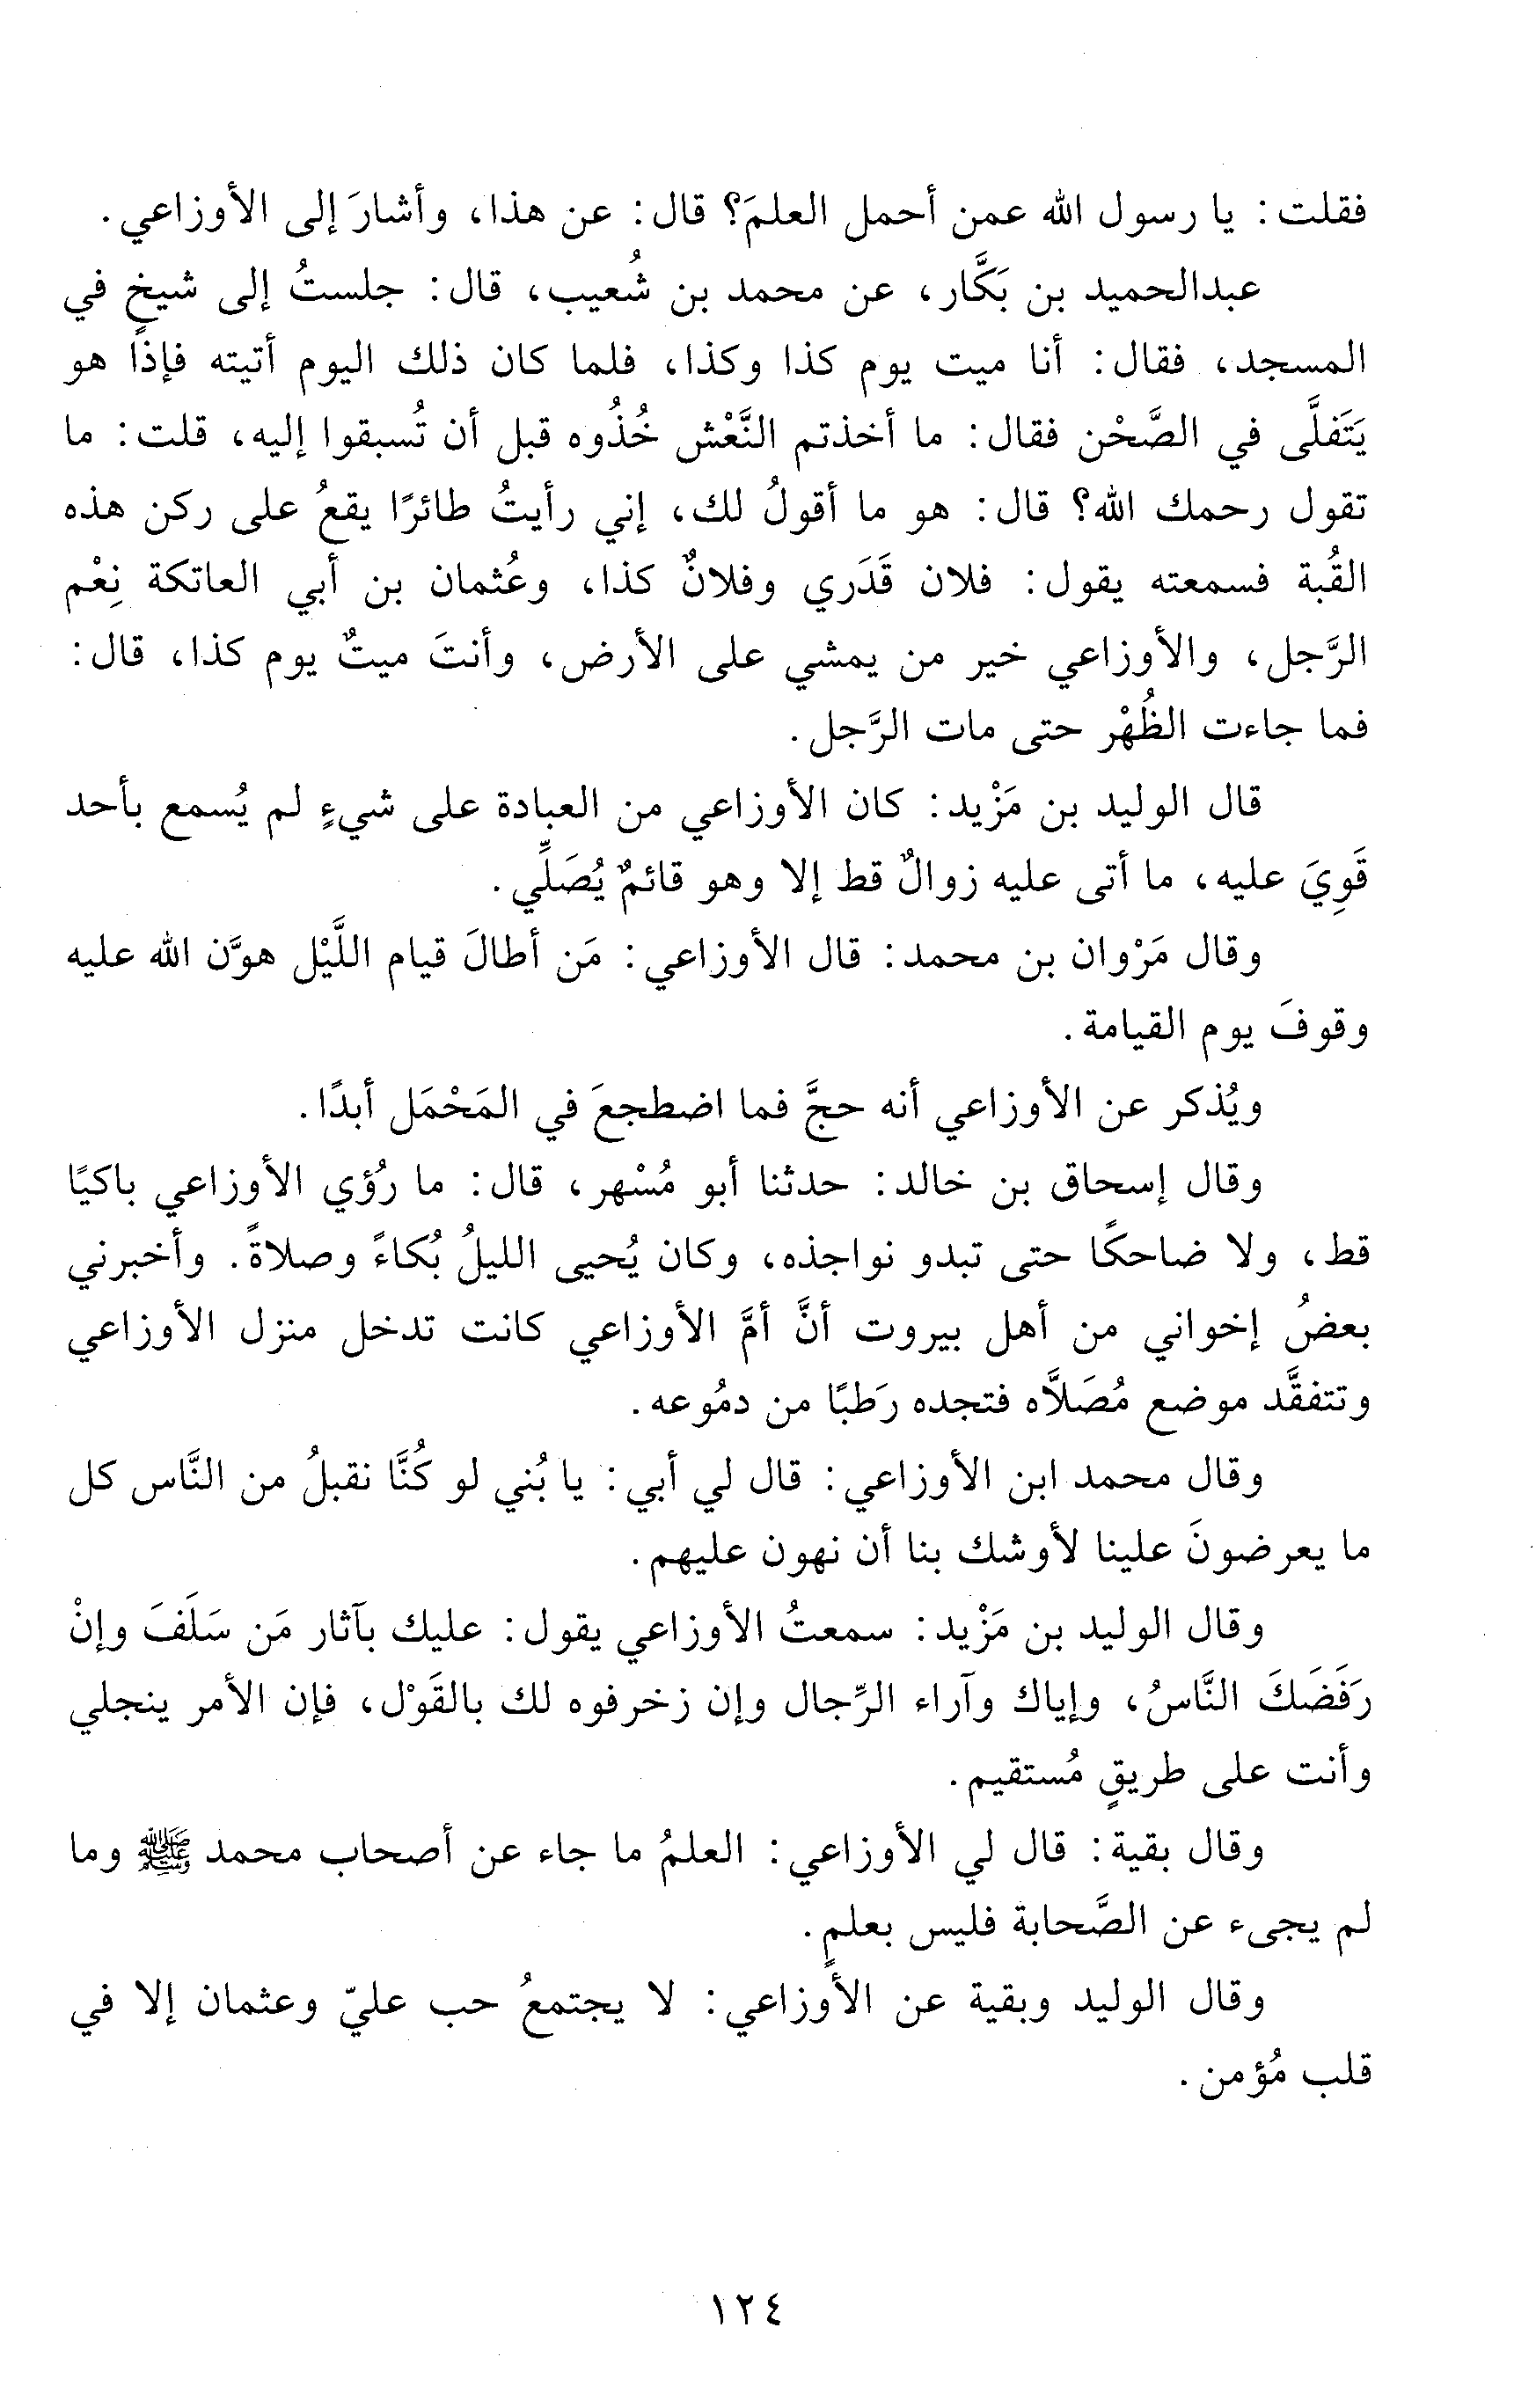 فقلت: يا رسول الله عمن أحمل العلمَ؟ قال: عن هذا، وأشارَ إلى الأوزاعي.
عبدالحميد بن بَكَّار، عن محمد بن شُعيب، قال: جلستُ إلى شيخ في
المسجد، فقال: أنا ميت يوم كذا وكذا، فلما كان ذلك اليوم أتيته فإذًا هو
يَتَفلَّى في الصَّحْن فقال: ما أخذتم النَّعْش خُذُوه قبل أن تُسبقوا إليه، قلت: ما
تقول رحمك الله؟ قال: هو ما أقولُ لك، إني رأيتُ طائرًا يقعُ على ركن هذه
القُبة فسمعته يقول: فلان قَدَري وفلانٌ كذا، وعُثمان بن أبي العاتكة نِعْم
الرَّجل، والأوزاعي خير من يمشي على الأرض، وأنتَ ميتٌ يوم كذا، قال:
فما جاءت الظُهْر حتى مات الرَّجل.
قال الوليد بن مَزْيد: كان الأوزاعي من العبادة على شيءٍ لم يُسمع بأحد
قَوِيَ عليه، ما أتى عليه زوالٌ قط إلا وهو قائمٌ يُصَلِّي.
وقال مَرْوان بن محمد: قال الأوزاعي: مَن أطالَ قيام اللَّيْل هوَّن الله عليه
وقوفَ يوم القيامة.
ويُذكر عن الأوزاعي أنه حجَّ فما اضطجعَ في المَحْمَل أبدًا.
وقال إسحاق بن خالد: حدثنا أبو مُسْهر، قال: ما رُؤي الأوزاعي باكيًا
قط، ولا ضاحكًا حتى تبدو نواجذه، وكان يُحيى الليلُ بُكاءً وصلاةً. وأخبرني
بعضُ إخواني من أهل بيروت أنَّ أمَّ الأوزاعي كانت تدخل منزل الأوزاعي
وتتفقَّد موضع مُصَلاَّه فتجده رَطبًا من دمُوعه.
وقال محمد ابن الأوزاعي: قال لي أبي: يا بُني لو كُنَّا نقبلُ من النَّاس كل
ما يعرضونَ علينا لأوشك بنا أن نهون عليهم.
وقال الوليد بن مَزْيد: سمعتُ الأوزاعي يقول: عليك بآثار مَن سَلَفَ وإنْ
رَفَضَكَ النَّاسُ، وإياك وآراء الرِّجال وإن زخرفوه لك بالقَوْل، فإن الأمر ينجلي
وأنت على طريقٍ مُستقيم.
وقال بقية: قال لي الأوزاعي: العلمُ ما جاء عن أصحاب محمد ﷺ وما
لم يجىء عن الصَّحابة فليس بعلمٍ.
وقال الوليد وبقية عن الأوزاعي: لا يجتمعُ حب عليّ وعثمان إلا في
قلب مُؤمن.
١٢٤